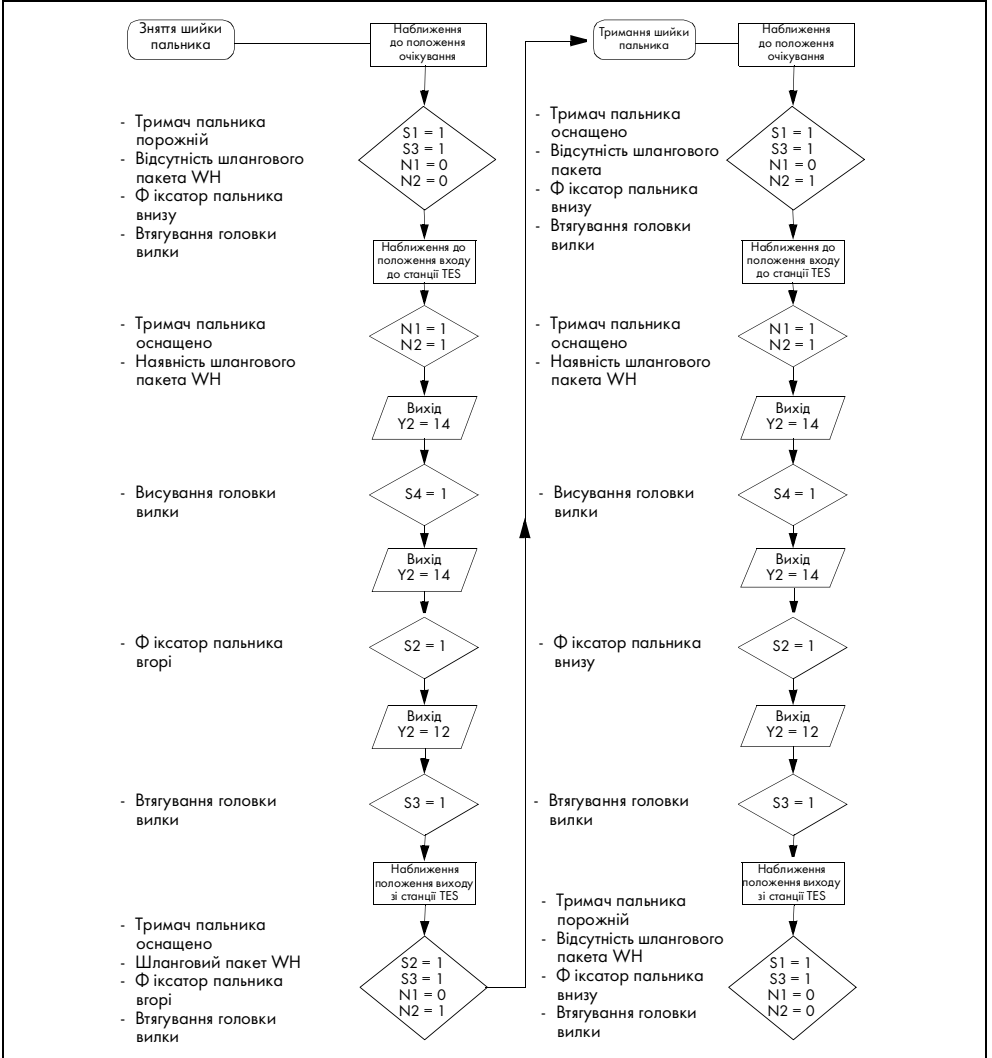 Зняття шийки
пальника
Наближення
до положення
очікування
- Тримач пальника
порожній
- Відсутність шлангового
пакета WH
- Ф іксатор пальника
внизу
- Втягування головки
вилки
S1 = 1
S3 = 1
N1 = 0
N2 = 0
Наближення до
положення входу
до станції TES
- Тримач пальника
оснащено
- Наявність шлангового
пакета WH
N1 = 1
N2 = 1
Вихід
Y2 = 14
- Висування головки
вилки
S4 = 1
Вихід
Y2 = 14
- Ф іксатор пальника
вгорі
S2 = 1
Вихід
Y2 = 12
- Втягування головки
вилки
S3 = 1
Наближення
положення виходу
зі станції TES
- Тримач пальника
оснащено
- Шланговий пакет WH
- Ф іксатор пальника
вгорі
- Втягування головки
вилки
S2 = 1
S3 = 1
N1 = 0
N2 = 1
Тримання шийки
пальника
Наближення
до положення
очікування
- Тримач пальника
оснащено
- Відсутність шлангового
пакета
- Ф іксатор пальника
внизу
- Втягування головки
вилки
S1 = 1
S3 = 1
N1 = 0
N2 = 1
Наближення до
положення входу
до станції TES
- Тримач пальника
оснащено
- Наявність шлангового
пакета WH
N1 = 1
N2 = 1
Вихід
Y2 = 14
- Висування головки
вилки
S4 = 1
Вихід
Y2 = 14
- Ф іксатор пальника
внизу
S2 = 1
Вихід
Y2 = 12
- Втягування головки
вилки
S3 = 1
Наближення
положення виходу
зі станції TES
- Тримач пальника
порожній
- Відсутність шлангового
пакета WH
- Ф іксатор пальника
внизу
- Втягування головки
вилки
S1 = 1
S3 = 1
N1 = 0
N2 = 0